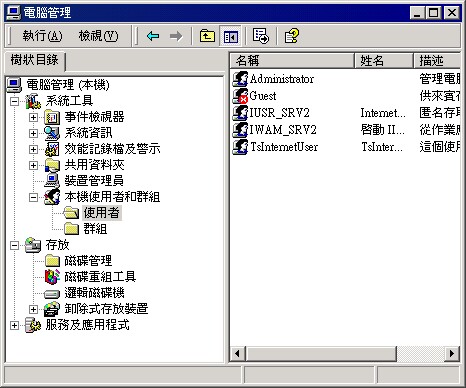 電腦管理
執行(A) 檢視(V)
樹狀目錄
電腦管理 (本機)
系統工具
事件檢視器
系統資訊
效能記錄檔及警示
共用資料夾
裝置管理員
本機使用者和群組
使用者
群組
存放
磁碟管理
磁碟重組工具
邏輯磁碟機
卸除式存放裝置
服務及應用程式
名稱 姓名 描述
Administrator 管理電腦
Guest 供來賓存
IUSR_SRV2 Internet... 匿名存取
IWAM_SRV2 啟動 II... 從作業應
TsInternetUser TsInter... 這個使用